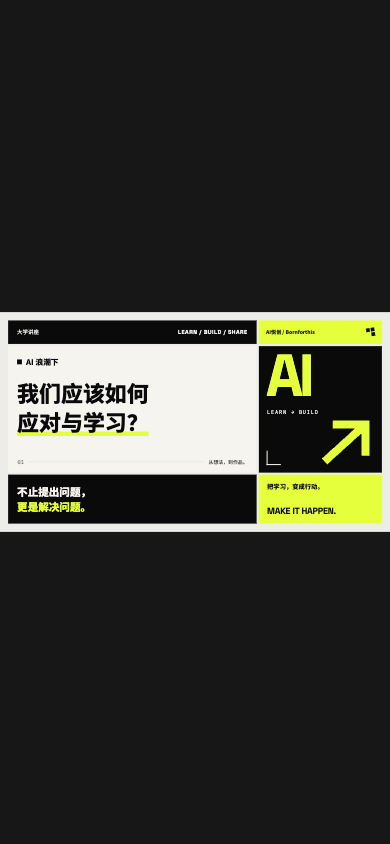 大学讲座
LEARN / BUILD / SHARE
AI悦创 / Bornforthis
AI 浪潮下
我们应该如何
应对与学习？
01
从想法，到作品。
AI
LEARN → BUILD
不止提出问题，
更是解决问题。
把学习，变成行动。
MAKE IT HAPPEN.